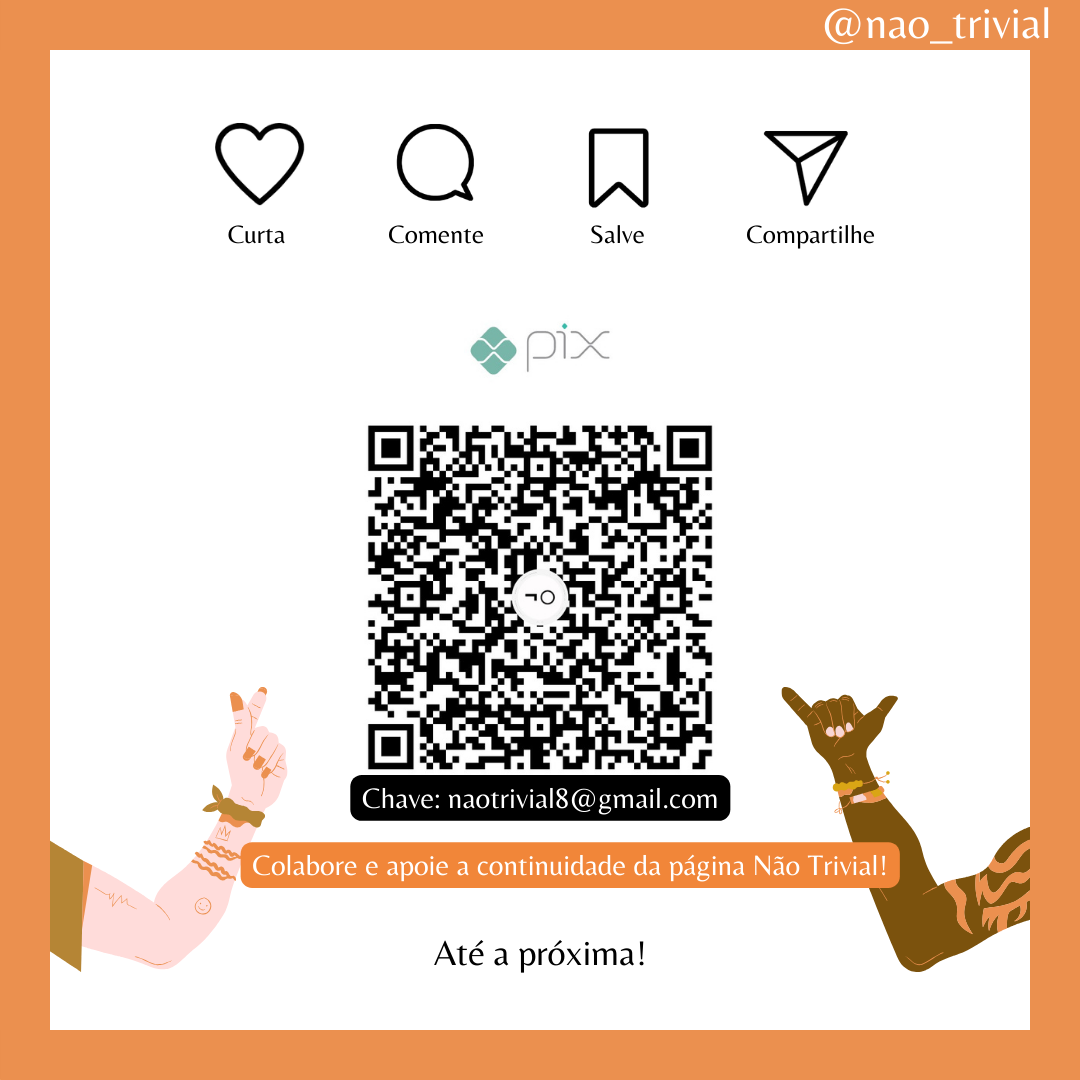 @nao_trivial
Curta Comente Salve Compartilhe
pix
Chave: naotrivial8@gmail.com
Colabore e apoie a continuidade da página Não Trivial!
Até a próxima!